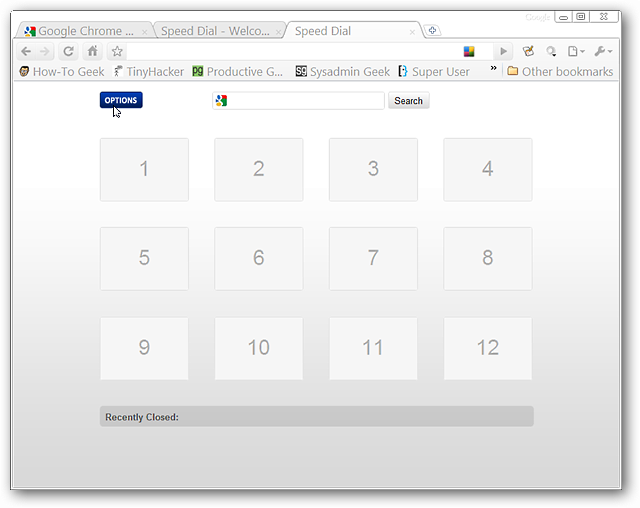 Google
Google Chrome ... Speed Dial - Welco... Speed Dial
How-To Geek TinyHacker Productive G... Sysadmin Geek Super User » Other bookmarks
OPTIONS Search
1 2 3 4
5 6 7 8
9 10 11 12
Recently Closed: